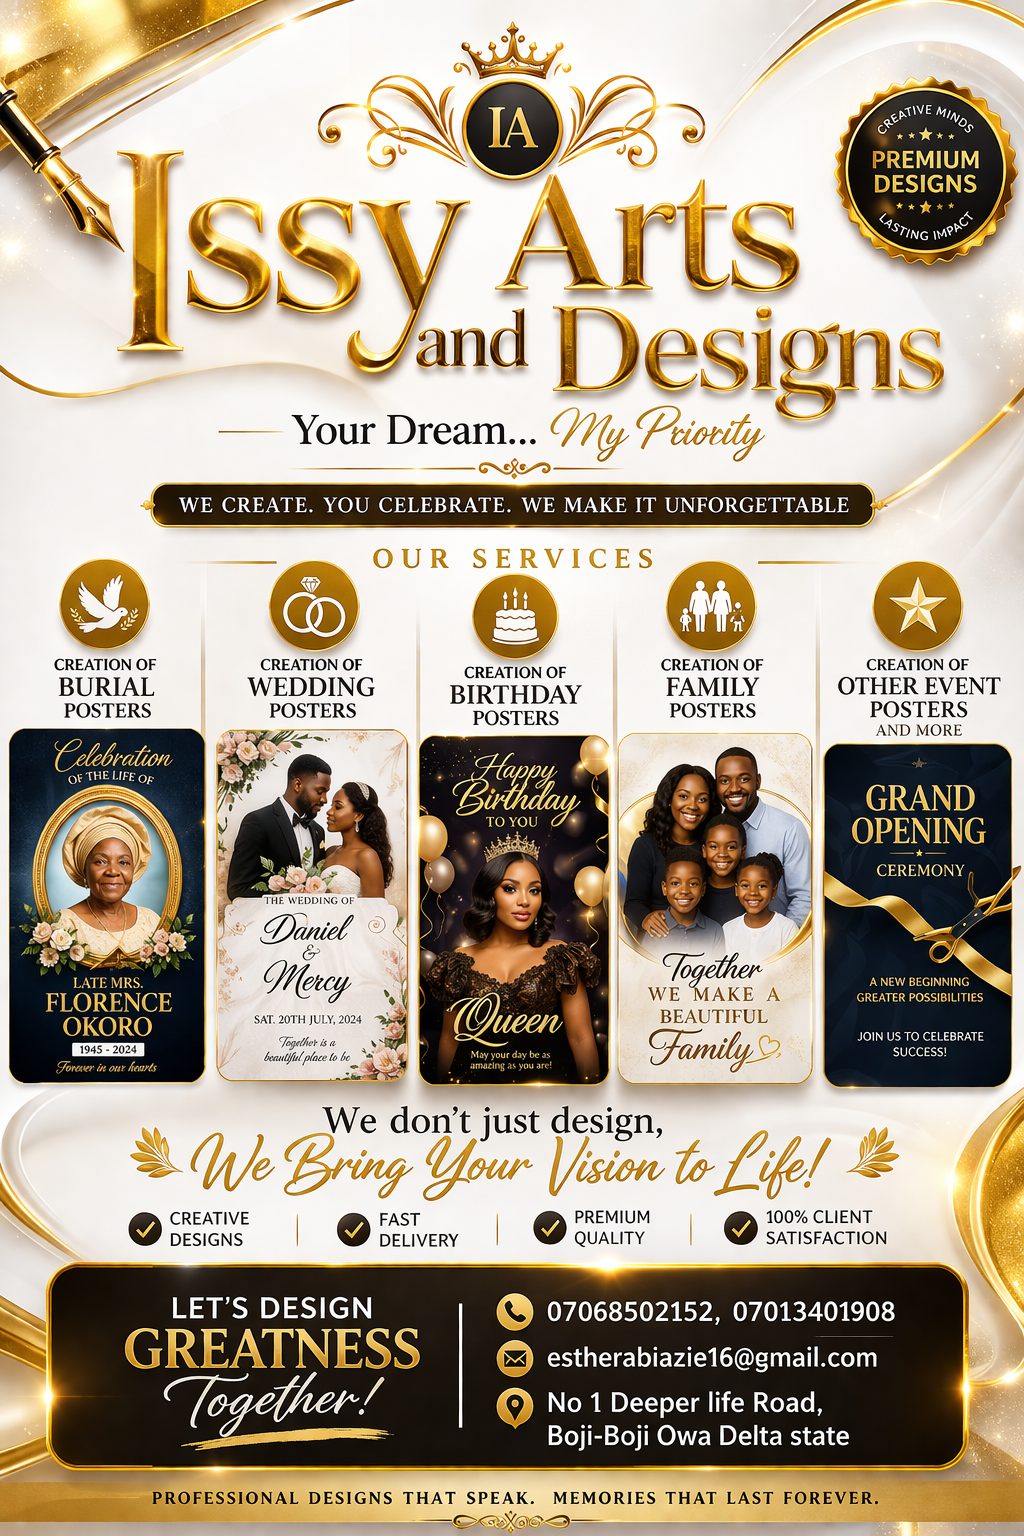 IA
CREATIVE MINDS
PREMIUM
DESIGNS
LASTING IMPACT
Issy Arts
and Designs
Your Dream... My Priority
WE CREATE. YOU CELEBRATE. WE MAKE IT UNFORGETTABLE
OUR SERVICES
CREATION OF
BURIAL
POSTERS
CREATION OF
WEDDING
POSTERS
CREATION OF
BIRTHDAY
POSTERS
CREATION OF
FAMILY
POSTERS
CREATION OF
OTHER EVENT
POSTERS
AND MORE
Celebration
OF THE LIFE OF
LATE MRS.
FLORENCE
OKORO
1945 - 2024
Forever in our hearts
THE WEDDING OF
Daniel
&
Mercy
SAT. 20TH JULY, 2024
Together is a
beautiful place to be
Happy
Birthday
TO YOU
Queen
May your day be as
amazing as you are!
Together
WE MAKE A
BEAUTIFUL
Family
GRAND
OPENING
CEREMONY
A NEW BEGINNING
GREATER POSSIBILITIES
JOIN US TO CELEBRATE
SUCCESS!
We don't just design,
We Bring Your Vision to Life!
CREATIVE
DESIGNS
FAST
DELIVERY
PREMIUM
QUALITY
100% CLIENT
SATISFACTION
LET'S DESIGN
GREATNESS
Together!
07068502152, 07013401908
estherabiazie16@gmail.com
No 1 Deeper life Road,
Boji-Boji Owa Delta state
PROFESSIONAL DESIGNS THAT SPEAK. MEMORIES THAT LAST FOREVER.